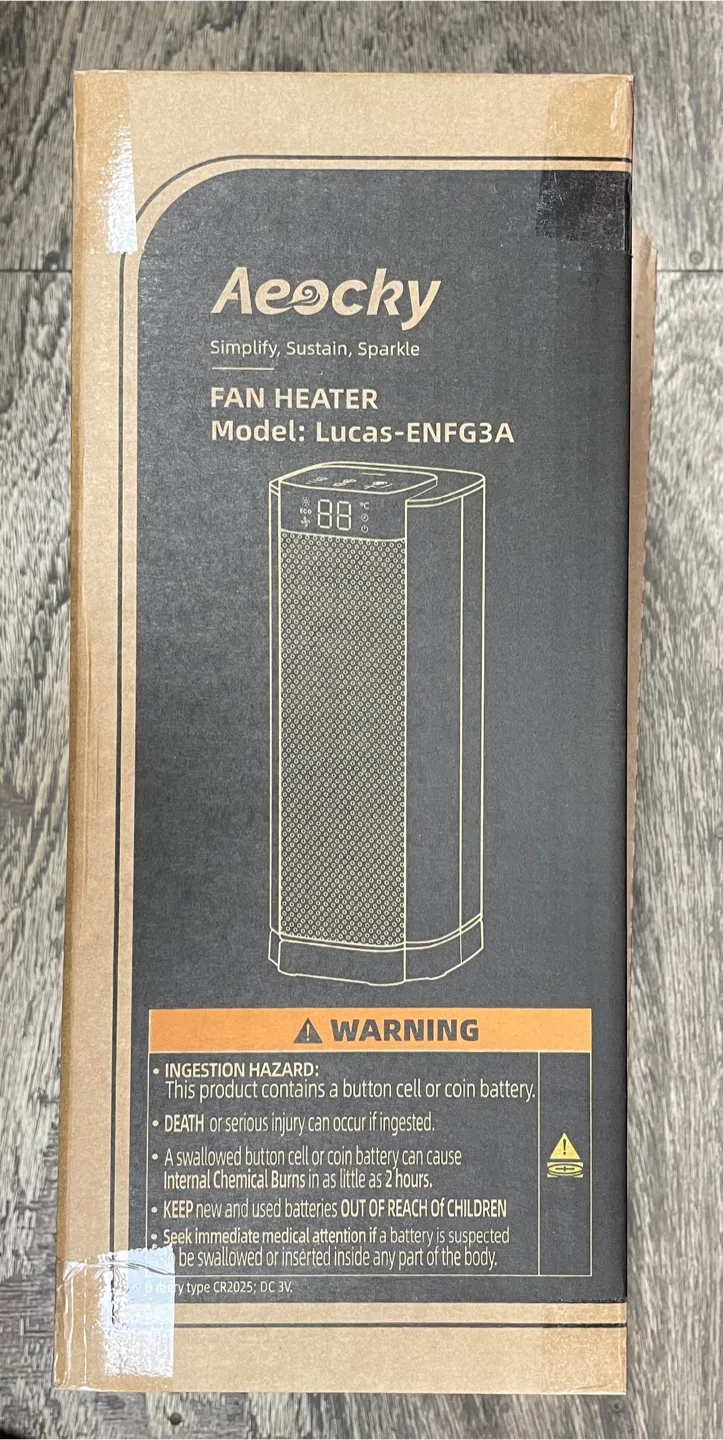 Aeocky
Simplify, Sustain, Sparkle
FAN HEATER
Model: Lucas-ENFG3A
ECO 88 °C
WARNING
• INGESTION HAZARD:
This product contains a button cell or coin battery.
• DEATH or serious injury can occur if ingested.
• A swallowed button cell or coin battery can cause
Internal Chemical Burns in as little as 2 hours.
• KEEP new and used batteries OUT OF REACH Of CHILDREN
• Seek immediate medical attention if a battery is suspected
be swallowed or inserted inside any part of the body.
type CR2025; DC 3V.